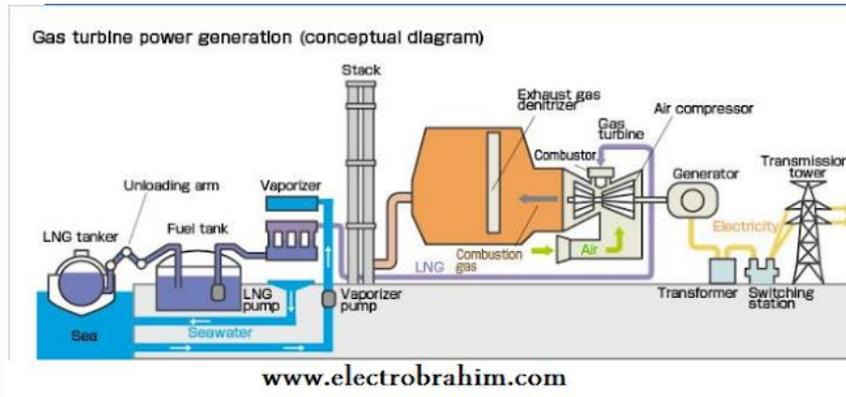 Gas turbine power generation (conceptual diagram)
Stack
Exhaust gas
denitrizer
Air compressor
Gas
turbine
Combustor
Generator
Transmission
tower
Unloading arm
Vaporizer
Fuel tank
LNG tanker
Electricity
Combustion
gas
Air
LNG
LNG
pump
Vaporizer
pump
Transformer
Switching
station
Seawater
Sea
www.electrobrahim.com